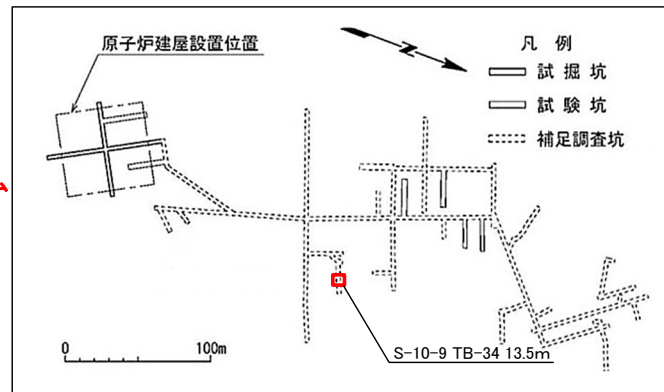 原子炉建屋設置位置
N
凡 例
試 掘 坑
試 験 坑
補足調査坑
0
100m
S-10-9 TB-34 13.5m